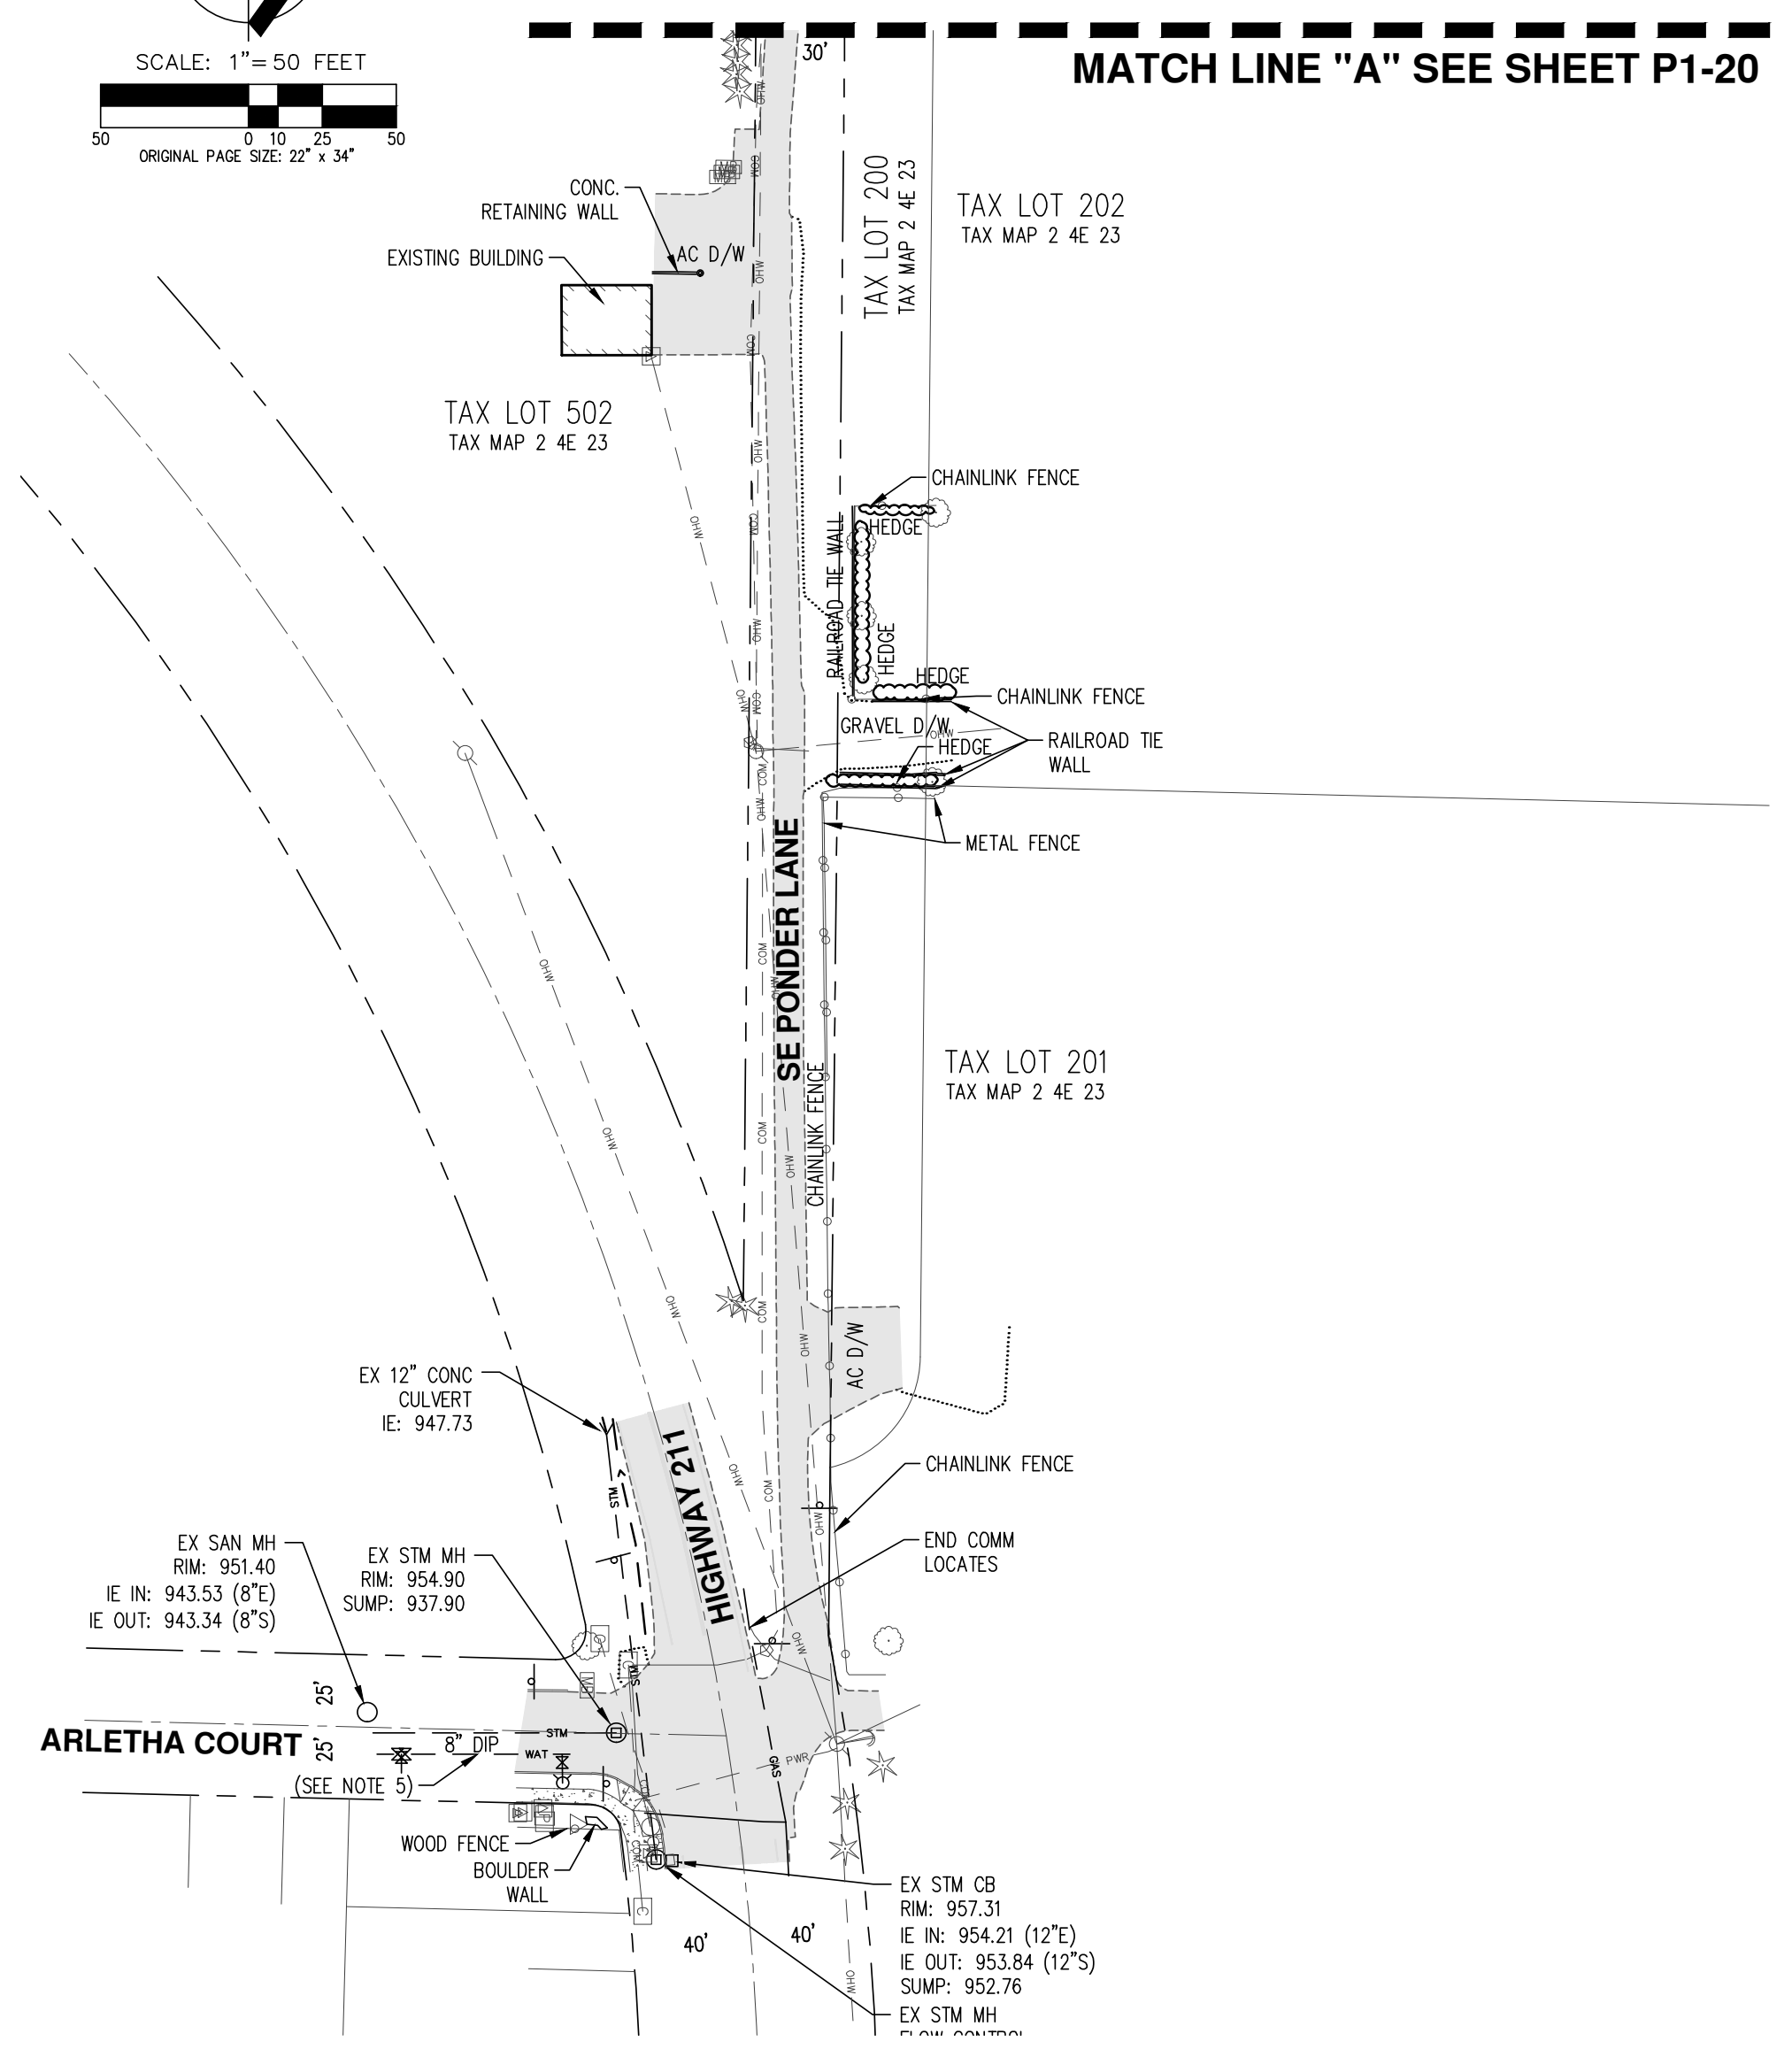 SCALE: 1"= 50 FEET
50 0 10 25 50
ORIGINAL PAGE SIZE: 22" x 34"
30'
MATCH LINE "A" SEE SHEET P1-20
CONC.
RETAINING WALL
EXISTING BUILDING
AC D/W
TAX LOT 200
TAX MAP 2 4E 23
TAX LOT 202
TAX MAP 2 4E 23
TAX LOT 502
TAX MAP 2 4E 23
CHAINLINK FENCE
HEDGE
RAILROAD TIE WALL
HEDGE
HEDGE
CHAINLINK FENCE
GRAVEL D/W
HEDGE
RAILROAD TIE
WALL
METAL FENCE
SE PONDER LANE
CHAINLINK FENCE
TAX LOT 201
TAX MAP 2 4E 23
AC D/W
EX 12" CONC
CULVERT
IE: 947.73
HIGHWAY 211
CHAINLINK FENCE
END COMM
LOCATES
EX SAN MH
RIM: 951.40
IE IN: 943.53 (8"E)
IE OUT: 943.34 (8"S)
EX STM MH
RIM: 954.90
SUMP: 937.90
25'
25'
ARLETHA COURT
STM
8" DIP
WAT
(SEE NOTE 5)
PWR
GAS
OHW
COM
STM
WOOD FENCE
BOULDER
WALL
EX STM CB
RIM: 957.31
IE IN: 954.21 (12"E)
IE OUT: 953.84 (12"S)
SUMP: 952.76
EX STM MH
40'
40'